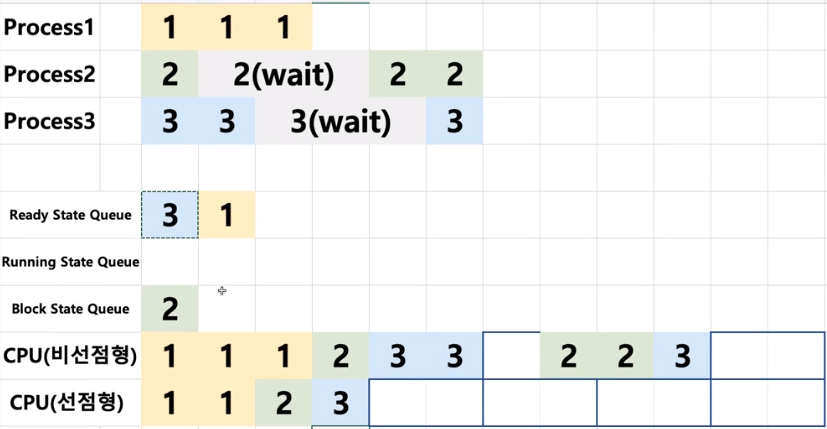 Process1 1 1 1
Process2 2 2(wait) 2 2
Process3 3 3 3(wait) 3
Ready State Queue 3 1
Running State Queue
Block State Queue 2
CPU(비선점형) 1 1 1 2 3 3 2 2 3
CPU(선점형) 1 1 2 3